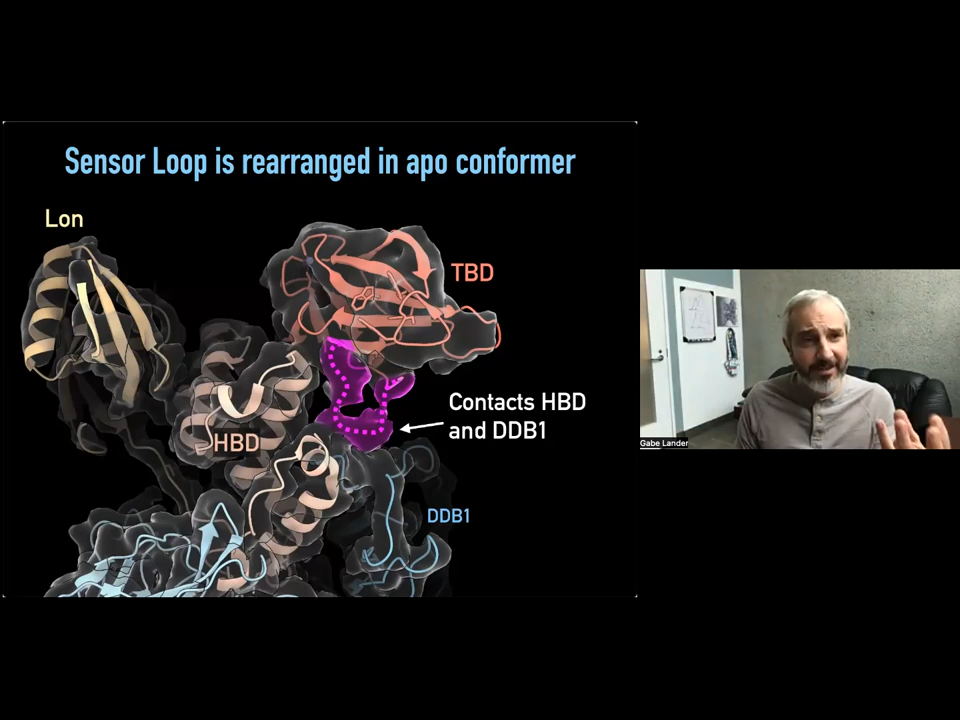 Sensor Loop is rearranged in apo conformer
Lon
TBD
Contacts HBD
and DDB1
HBD
DDB1
Gabe Lander